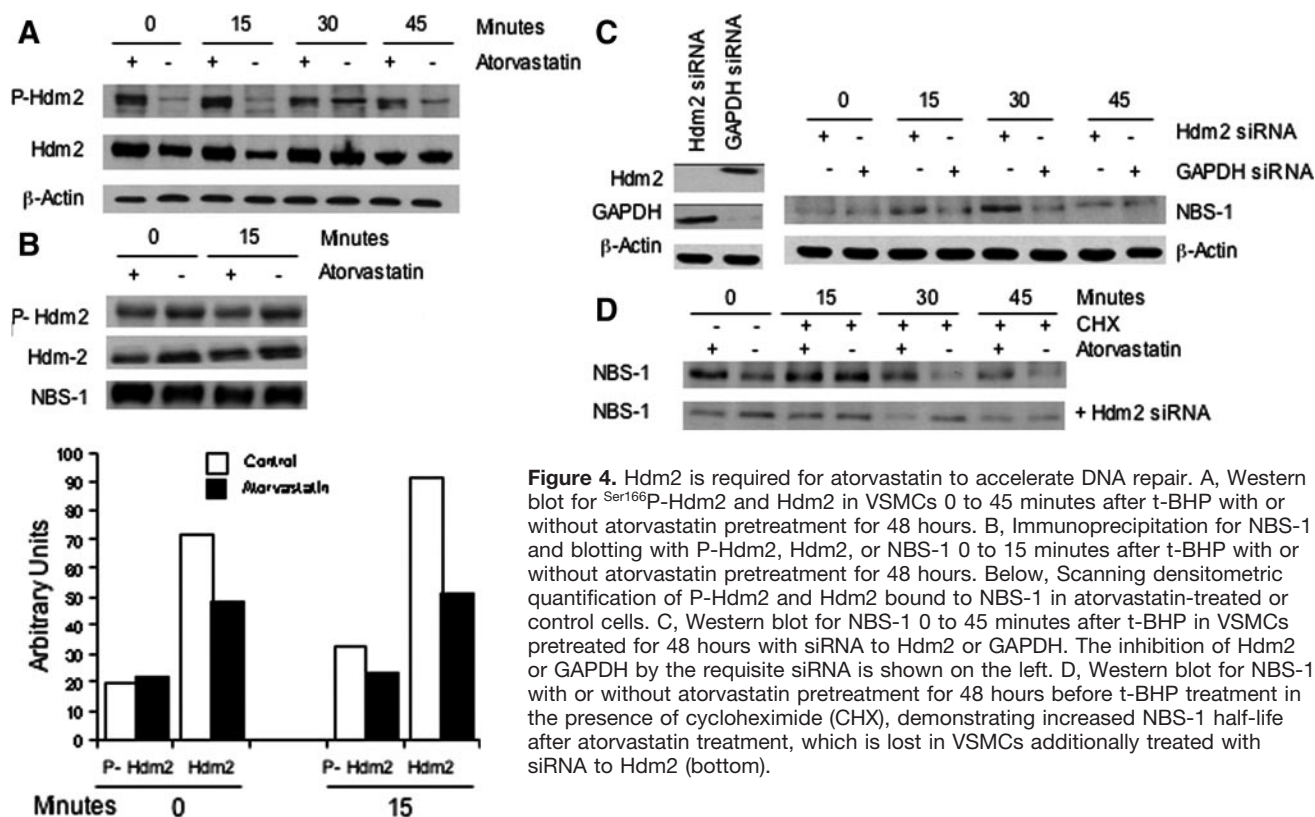 A
0 15 30 45 Minutes
+ - + - + - + - Atorvastatin
P-Hdm2
Hdm2
β-Actin
B
0 15 Minutes
+ - + - Atorvastatin
P- Hdm2
Hdm-2
NBS-1
Control
Atorvastatin
Arbitrary Units
100
90
80
70
60
50
40
30
20
10
0
P- Hdm2 Hdm2 P- Hdm2 Hdm2
Minutes 0 15
C
Hdm2 siRNA
GAPDH siRNA
Hdm2
GAPDH
β-Actin
0 15 30 45
+ - + - + - + - Hdm2 siRNA
- + - + - + - + GAPDH siRNA
NBS-1
β-Actin
D
0 15 30 45 Minutes
- - + + + + + + CHX
+ - + - + - + - Atorvastatin
NBS-1
NBS-1 + Hdm2 siRNA
Figure 4. Hdm2 is required for atorvastatin to accelerate DNA repair. A, Western
blot for Ser166P-Hdm2 and Hdm2 in VSMCs 0 to 45 minutes after t-BHP with or
without atorvastatin pretreatment for 48 hours. B, Immunoprecipitation for NBS-1
and blotting with P-Hdm2, Hdm2, or NBS-1 0 to 15 minutes after t-BHP with or
without atorvastatin pretreatment for 48 hours. Below, Scanning densitometric
quantification of P-Hdm2 and Hdm2 bound to NBS-1 in atorvastatin-treated or
control cells. C, Western blot for NBS-1 0 to 45 minutes after t-BHP in VSMCs
pretreated for 48 hours with siRNA to Hdm2 or GAPDH. The inhibition of Hdm2
or GAPDH by the requisite siRNA is shown on the left. D, Western blot for NBS-1
with or without atorvastatin pretreatment for 48 hours before t-BHP treatment in
the presence of cycloheximide (CHX), demonstrating increased NBS-1 half-life
after atorvastatin treatment, which is lost in VSMCs additionally treated with
siRNA to Hdm2 (bottom).